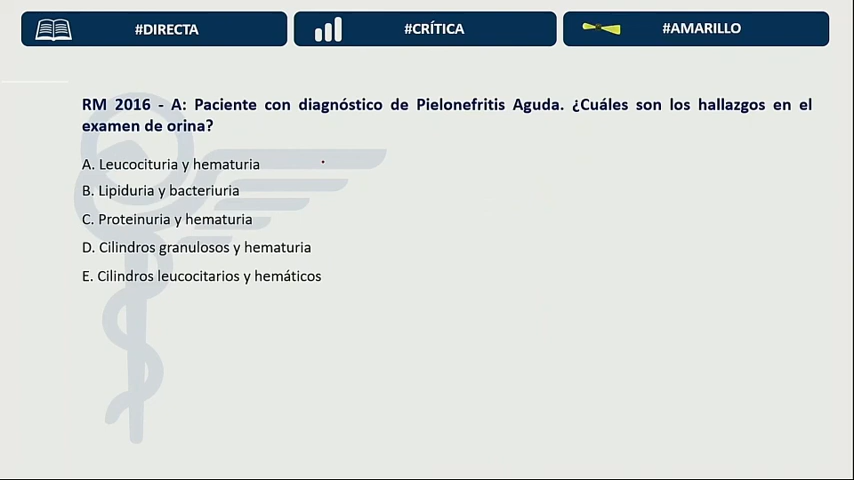 #DIRECTA
#CRÍTICA
#AMARILLO
RM 2016 - A: Paciente con diagnóstico de Pielonefritis Aguda. ¿Cuáles son los hallazgos en el
examen de orina?
A. Leucocituria y hematuria
B. Lipiduria y bacteriuria
C. Proteinuria y hematuria
D. Cilindros granulosos y hematuria
E. Cilindros leucocitarios y hemáticos